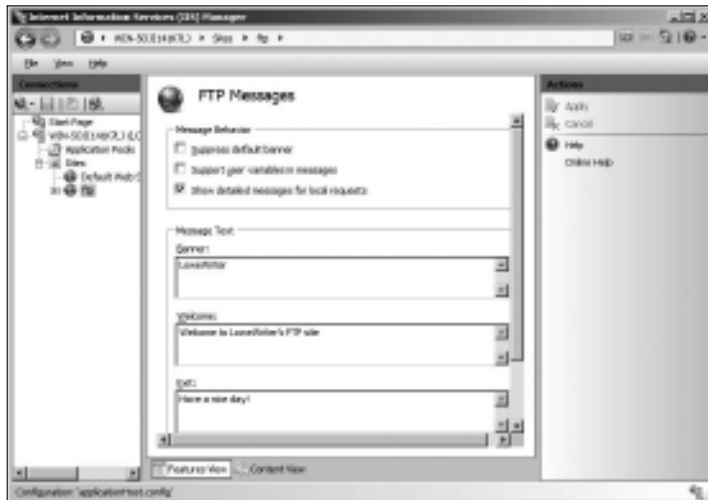 Internet Information Services (IIS) Manager
Sites
ftp
File View Help
Connections
Start Page
Application Pools
Sites
Default Web S
ftp
FTP Messages
Message Behavior
Suppress default banner
Support user variables in messages
Show detailed messages for local requests
Message Text
Banner:
Welcome:
Welcome to FTP site
Exit:
Have a nice day!
Features View Content View
Configuration: 'applicationHost.config'
Actions
Apply
Cancel
Help
Online Help